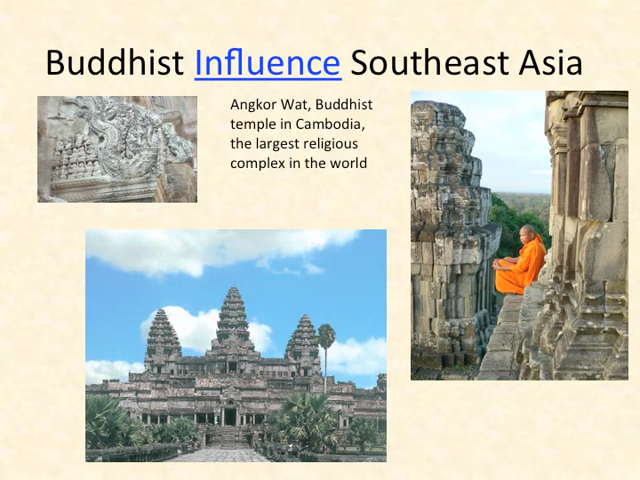 Buddhist Influence Southeast Asia
Angkor Wat, Buddhist
temple in Cambodia,
the largest religious
complex in the world